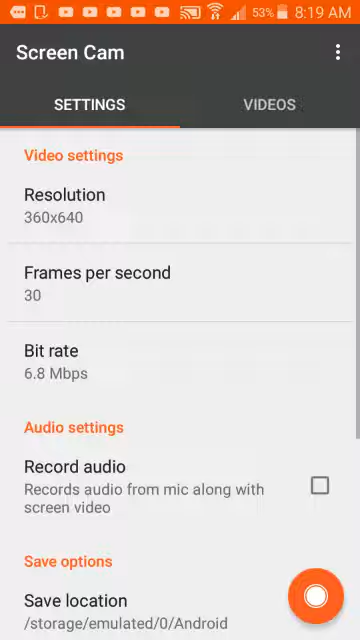 53% 8:19 AM
Screen Cam
SETTINGS VIDEOS
Video settings
Resolution
360x640
Frames per second
30
Bit rate
6.8 Mbps
Audio settings
Record audio
Records audio from mic along with
screen video
Save options
Save location
/storage/emulated/0/Android